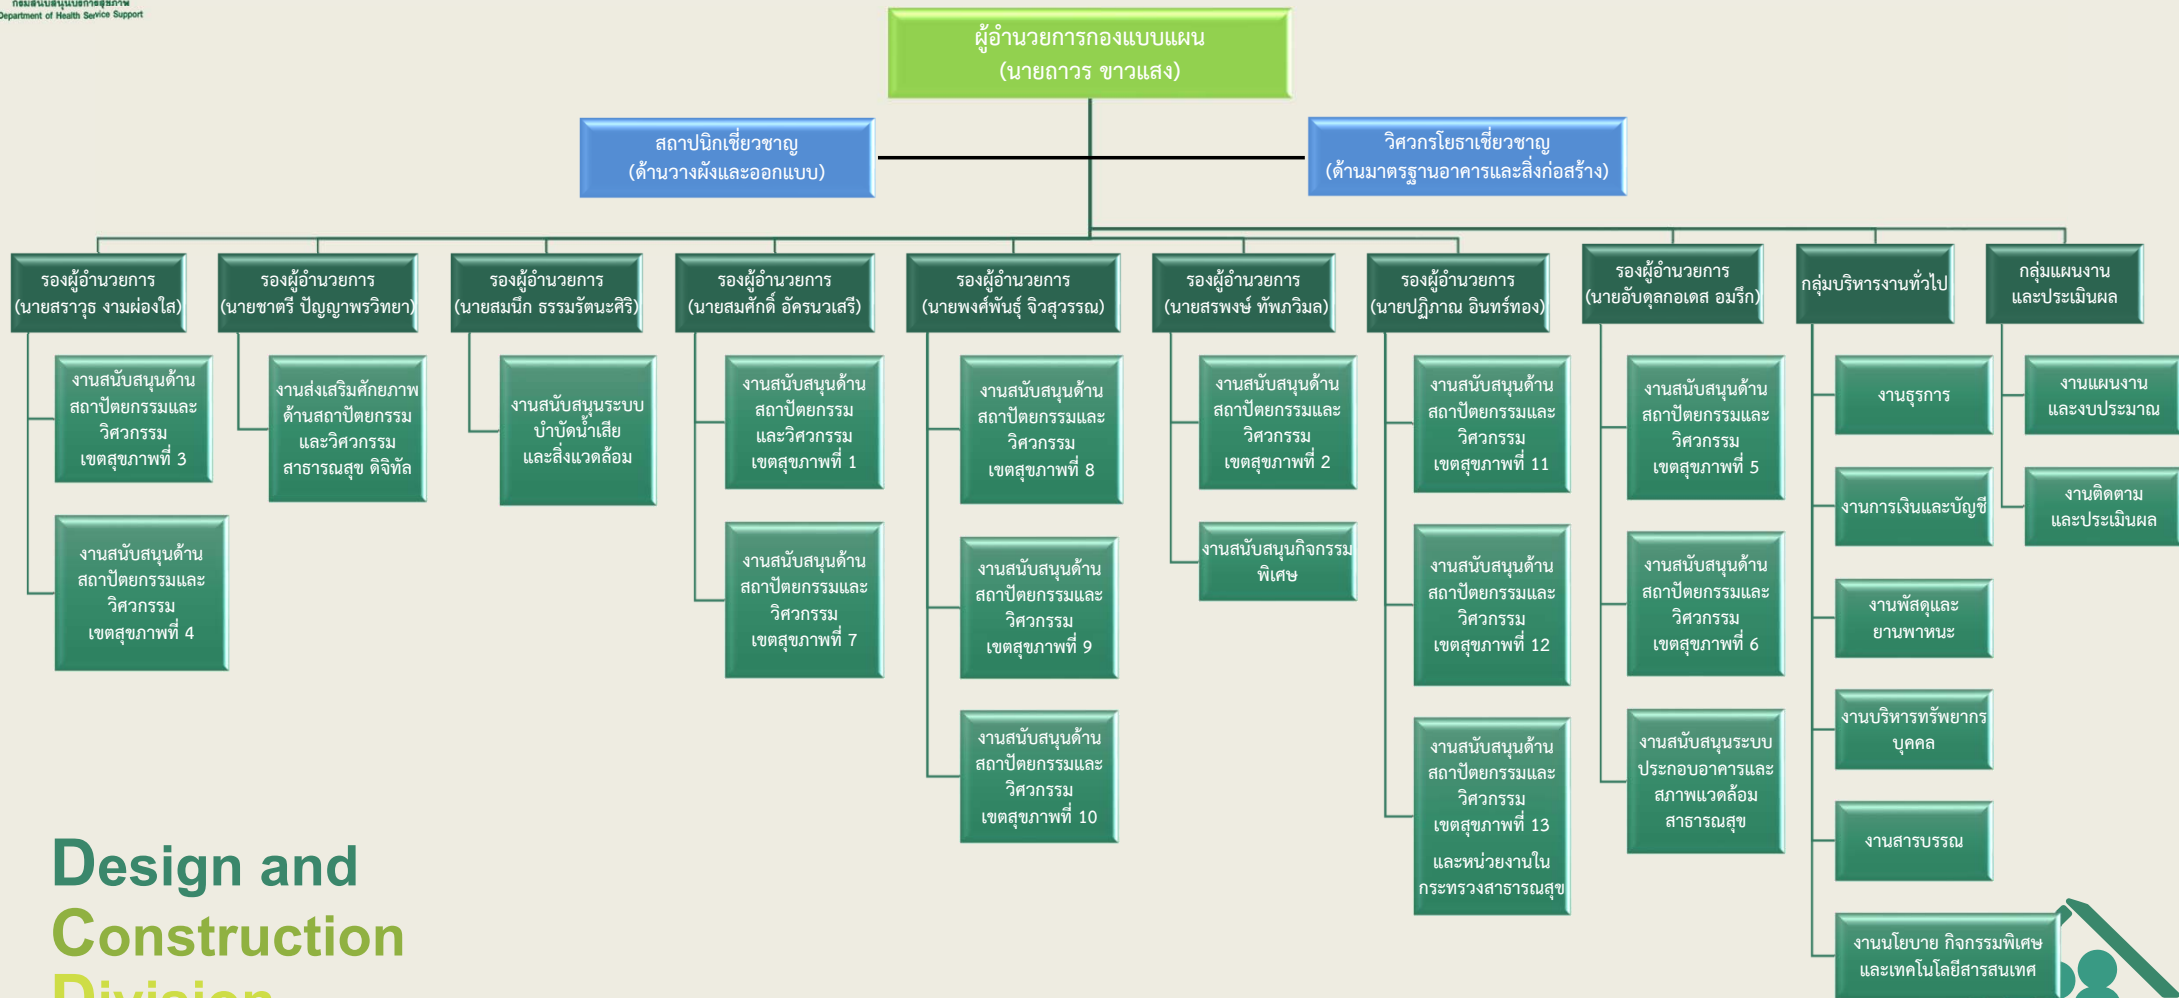 กรมสนับสนุนบริการสุขภาพ
Department of Health Service Support
ผู้อำนวยการกองแบบแผน
(นายถาวร ขาวแสง)
สถาปนิกเชี่ยวชาญ
(ด้านวางผังและออกแบบ)
วิศวกรโยธาเชี่ยวชาญ
(ด้านมาตรฐานอาคารและสิ่งก่อสร้าง)
รองผู้อำนวยการ
(นายสราวุธ งามผ่องใส)
งานสนับสนุนด้าน
สถาปัตยกรรมและ
วิศวกรรม
เขตสุขภาพที่ 3
งานสนับสนุนด้าน
สถาปัตยกรรมและ
วิศวกรรม
เขตสุขภาพที่ 4
รองผู้อำนวยการ
(นายชาตรี ปัญญาพรวิทยา)
งานส่งเสริมศักยภาพ
ด้านสถาปัตยกรรม
และวิศวกรรม
สาธารณสุข ดิจิทัล
รองผู้อำนวยการ
(นายสมนึก ธรรมรัตนะศิริ)
งานสนับสนุนระบบ
บำบัดน้ำเสีย
และสิ่งแวดล้อม
รองผู้อำนวยการ
(นายสมศักดิ์ อัครนวเสรี)
งานสนับสนุนด้าน
สถาปัตยกรรม
และวิศวกรรม
เขตสุขภาพที่ 1
งานสนับสนุนด้าน
สถาปัตยกรรมและ
วิศวกรรม
เขตสุขภาพที่ 7
รองผู้อำนวยการ
(นายพงศ์พันธุ์ จิวสุวรรณ)
งานสนับสนุนด้าน
สถาปัตยกรรมและ
วิศวกรรม
เขตสุขภาพที่ 8
งานสนับสนุนด้าน
สถาปัตยกรรมและ
วิศวกรรม
เขตสุขภาพที่ 9
งานสนับสนุนด้าน
สถาปัตยกรรมและ
วิศวกรรม
เขตสุขภาพที่ 10
รองผู้อำนวยการ
(นายสรพงษ์ ทัพภวิมล)
งานสนับสนุนด้าน
สถาปัตยกรรมและ
วิศวกรรม
เขตสุขภาพที่ 2
งานสนับสนุนกิจกรรม
พิเศษ
รองผู้อำนวยการ
(นายปฏิภาณ อินทร์ทอง)
งานสนับสนุนด้าน
สถาปัตยกรรมและ
วิศวกรรม
เขตสุขภาพที่ 11
งานสนับสนุนด้าน
สถาปัตยกรรมและ
วิศวกรรม
เขตสุขภาพที่ 12
งานสนับสนุนด้าน
สถาปัตยกรรมและ
วิศวกรรม
เขตสุขภาพที่ 13
และหน่วยงานใน
กระทรวงสาธารณสุข
รองผู้อำนวยการ
(นายอับดุลกอเดส อมรึก)
งานสนับสนุนด้าน
สถาปัตยกรรมและ
วิศวกรรม
เขตสุขภาพที่ 5
งานสนับสนุนด้าน
สถาปัตยกรรมและ
วิศวกรรม
เขตสุขภาพที่ 6
งานสนับสนุนระบบ
ประกอบอาคารและ
สภาพแวดล้อม
สาธารณสุข
กลุ่มบริหารงานทั่วไป
งานธุรการ
งานการเงินและบัญชี
งานพัสดุและ
ยานพาหนะ
งานบริหารทรัพยากร
บุคคล
งานสารบรรณ
งานนโยบาย กิจกรรมพิเศษ
และเทคโนโลยีสารสนเทศ
กลุ่มแผนงาน
และประเมินผล
งานแผนงาน
และงบประมาณ
งานติดตาม
และประเมินผล
Design and
Construction
Division